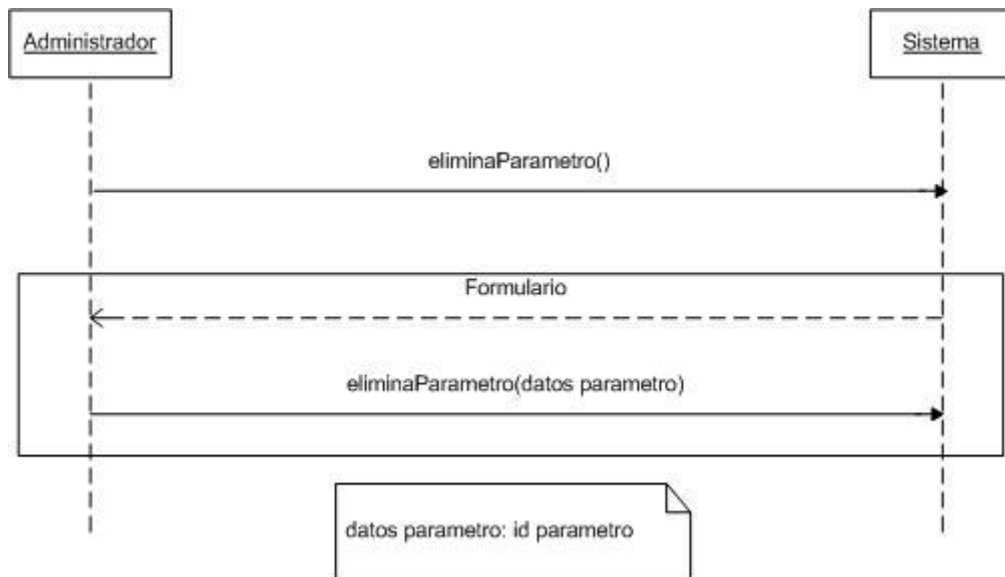 Administrador
Sistema
eliminaParametro()
Formulario
eliminaParametro(datos parametro)
datos parametro: id parametro